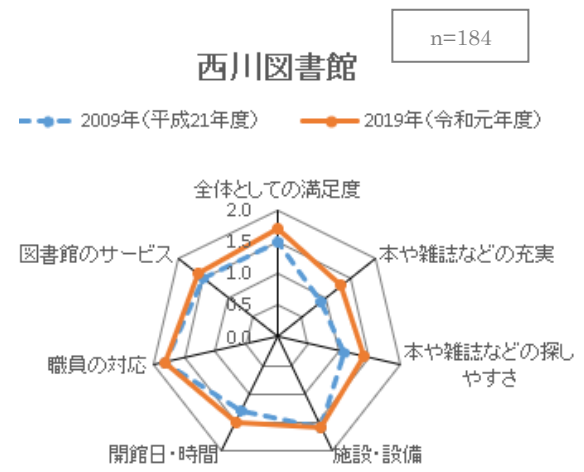 n=184
西川図書館
2009年(平成21年度)
2019年(令和元年度)
全体としての満足度
2.0
1.5
1.0
0.5
0.0
本や雑誌などの充実
本や雑誌などの探し
やすさ
施設・設備
開館日・時間
職員の対応
図書館のサービス